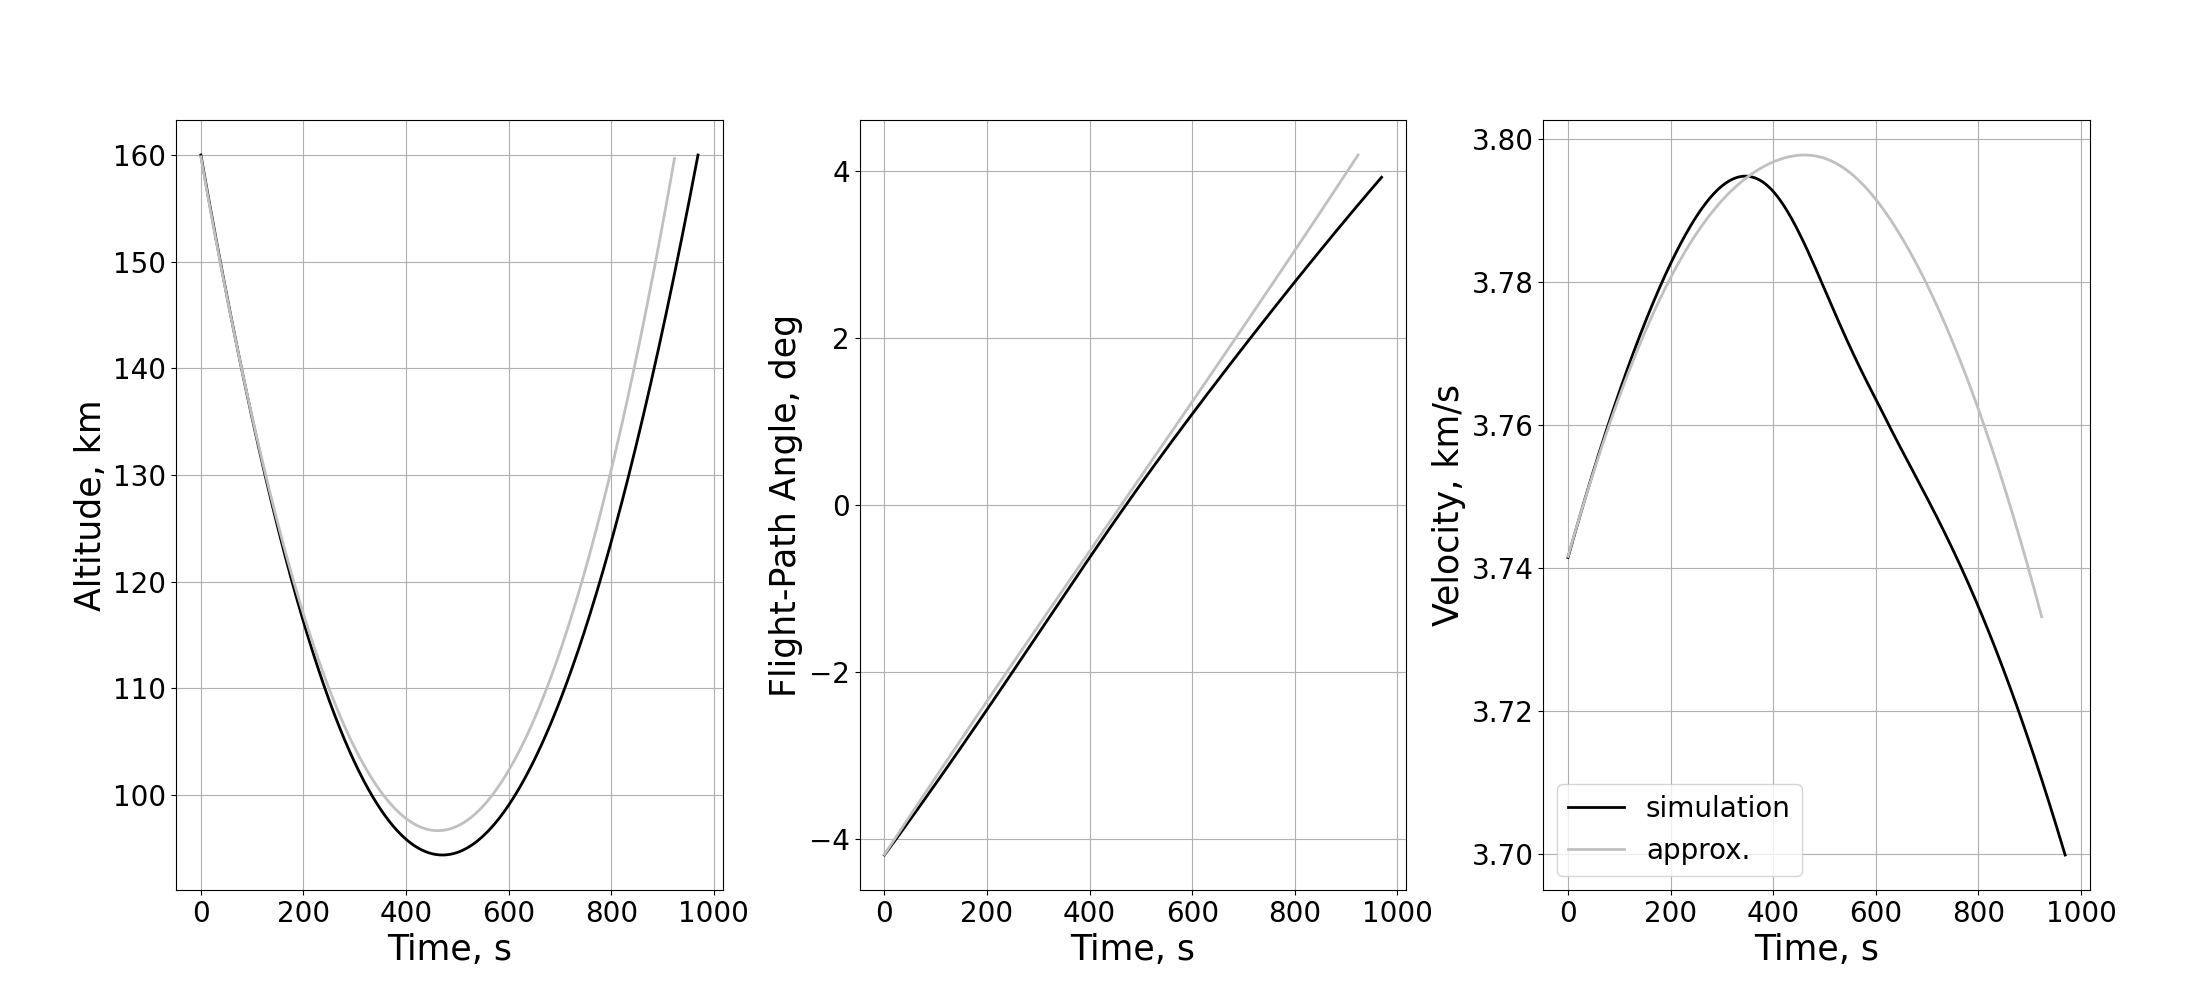 Altitude, km
160
150
140
130
120
110
100
0 200 400 600 800 1000
Time, s
Flight-Path Angle, deg
4
2
0
−2
−4
0 200 400 600 800 1000
Time, s
Velocity, km/s
3.80
3.78
3.76
3.74
3.72
3.70
simulation
approx.
0 200 400 600 800 1000
Time, s